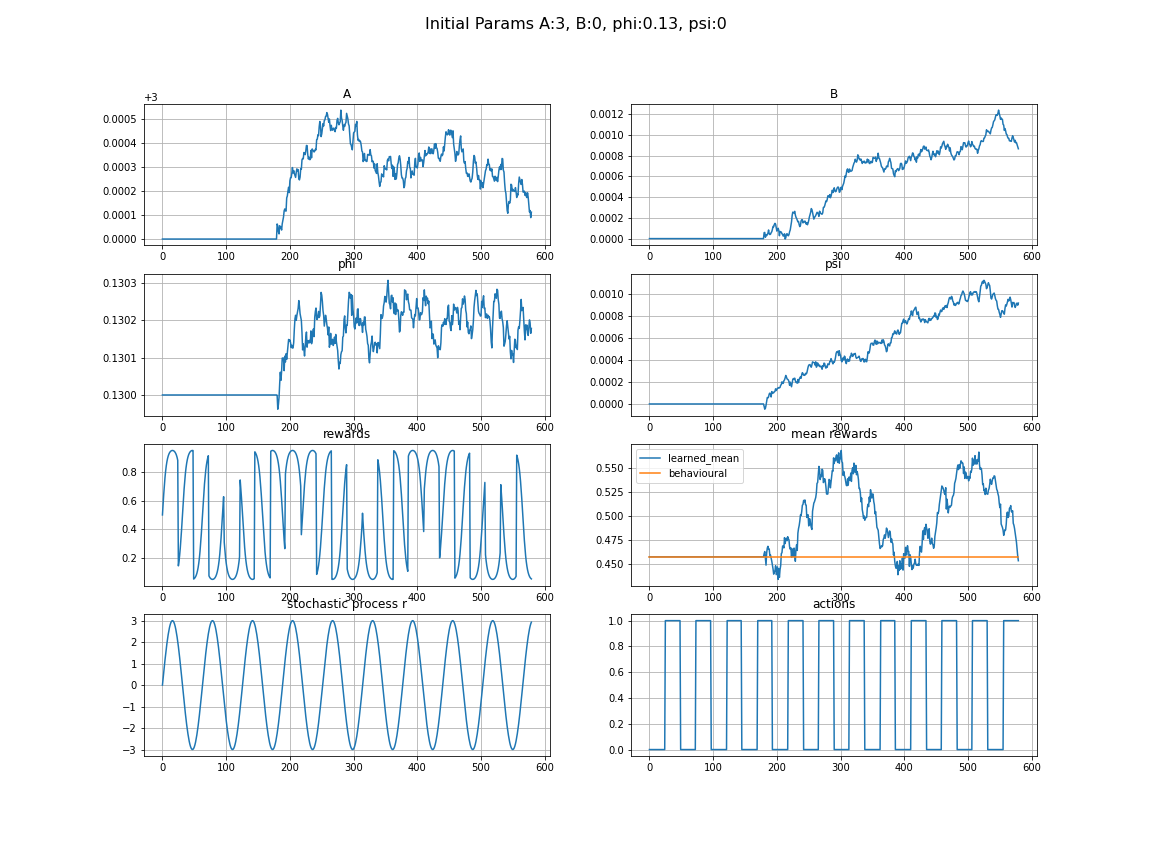 Initial Params A:3, B:0, phi:0.13, psi:0
A
+3
0.0005
0.0004
0.0003
0.0002
0.0001
0.0000
0 100 200 300 400 500 600
B
0.0012
0.0010
0.0008
0.0006
0.0004
0.0002
0.0000
0 100 200 300 400 500 600
phi
0.1303
0.1302
0.1301
0.1300
0 100 200 300 400 500 600
psi
0.0010
0.0008
0.0006
0.0004
0.0002
0.0000
0 100 200 300 400 500 600
rewards
0.8
0.6
0.4
0.2
0 100 200 300 400 500 600
mean rewards
learned_mean
behavioural
0.550
0.525
0.500
0.475
0.450
0 100 200 300 400 500 600
stochastic process r
3
2
1
0
−1
−2
−3
0 100 200 300 400 500 600
actions
1.0
0.8
0.6
0.4
0.2
0.0
0 100 200 300 400 500 600